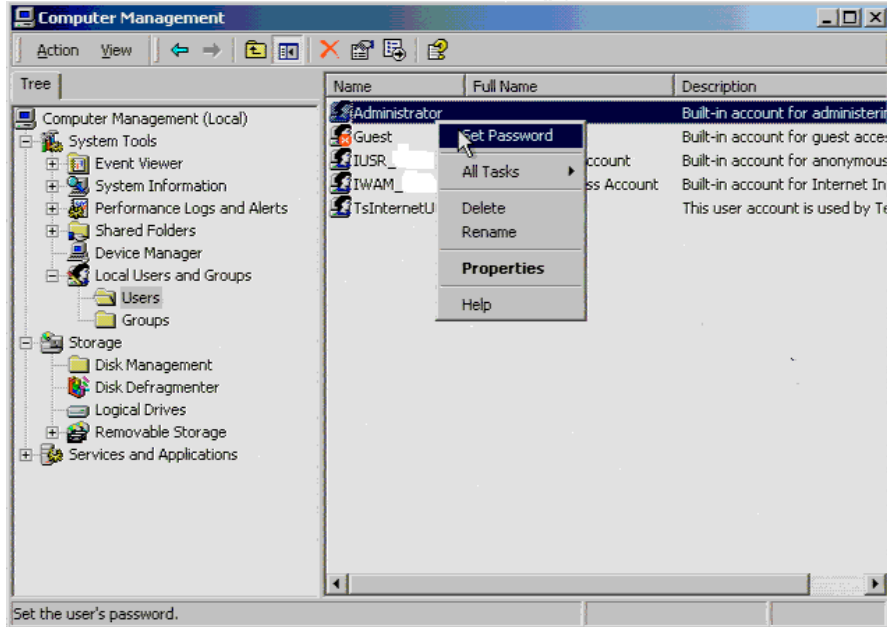 Computer Management
Action View
Tree
Name Full Name Description
Computer Management (Local)
System Tools
Event Viewer
System Information
Performance Logs and Alerts
Shared Folders
Device Manager
Local Users and Groups
Users
Groups
Storage
Disk Management
Disk Defragmenter
Logical Drives
Removable Storage
Services and Applications
Administrator Built-in account for administerin
Guest Built-in account for guest acces
IUSR_ ccount Built-in account for anonymous
IWAM_ ss Account Built-in account for Internet In
TsInternetU This user account is used by Te
Set Password
All Tasks
Delete
Rename
Properties
Help
Set the user's password.